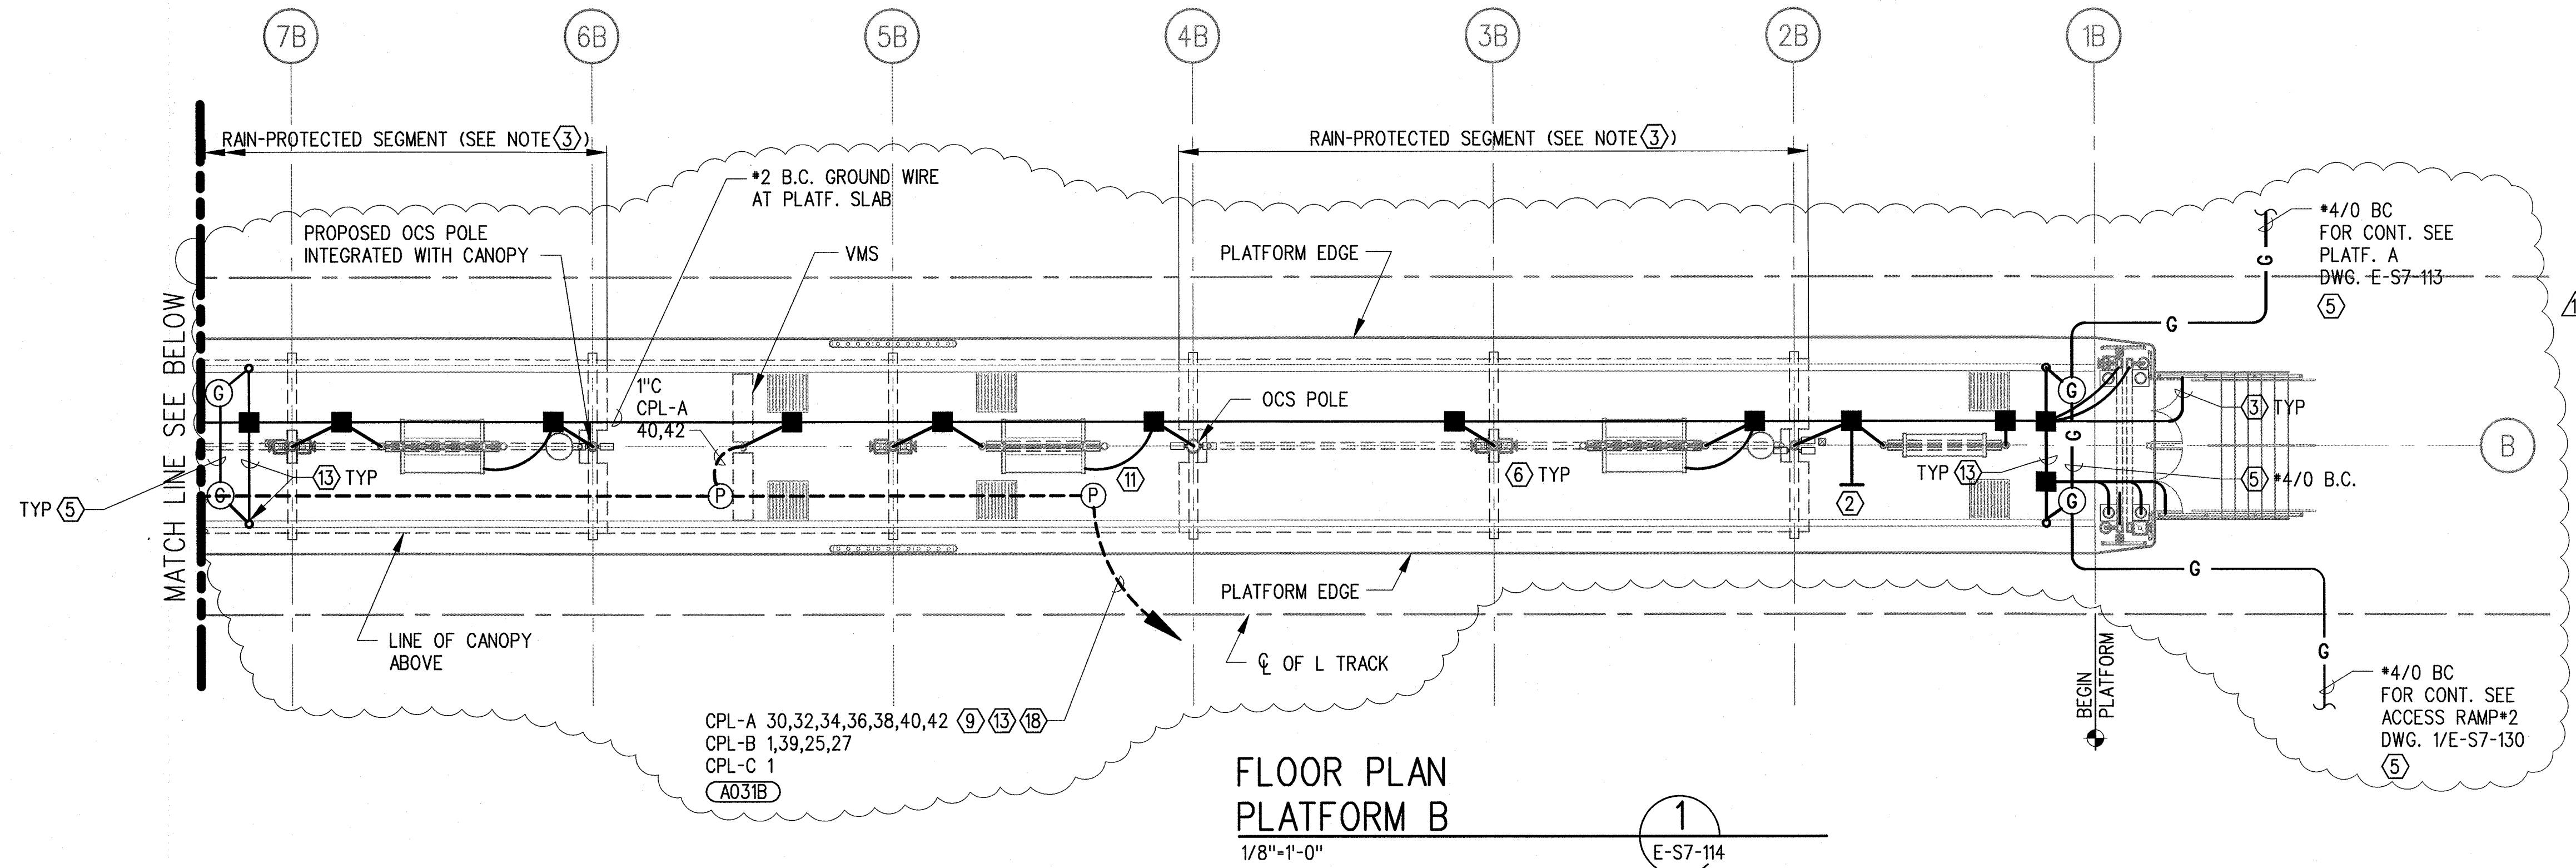 7B
6B
5B
4B
3B
2B
1B
RAIN-PROTECTED SEGMENT (SEE NOTE 3)
RAIN-PROTECTED SEGMENT (SEE NOTE 3)
#2 B.C. GROUND WIRE
AT PLATF. SLAB
PROPOSED OCS POLE
INTEGRATED WITH CANOPY
VMS
PLATFORM EDGE
#4/0 BC
FOR CONT. SEE
PLATF. A
DWG. E-S7-113
5
G
G
MATCH LINE SEE BELOW
1"C
CPL-A
40,42
OCS POLE
G
G
3 TYP
G
B
13 TYP
11
6 TYP
2
TYP 13
5 #4/0 B.C.
TYP 5
G
P
P
G
PLATFORM EDGE
G
G
LINE OF CANOPY
ABOVE
℄ OF L TRACK
BEGIN
PLATFORM
#4/0 BC
FOR CONT. SEE
ACCESS RAMP#2
DWG. 1/E-S7-130
5
CPL-A 30,32,34,36,38,40,42 9 13 18
CPL-B 1,39,25,27
CPL-C 1
A031B
FLOOR PLAN
PLATFORM B
1/8"=1'-0"
1
E-S7-114